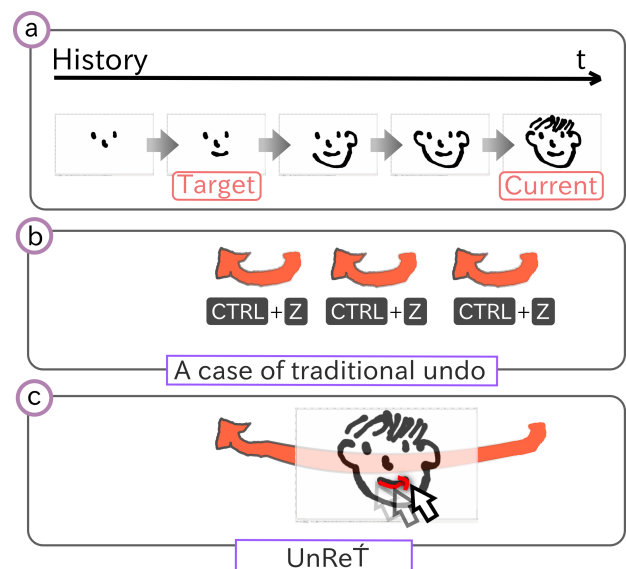 a
History t
Target Current
b
CTRL + Z CTRL + Z CTRL + Z
A case of traditional undo
c
UnReT́